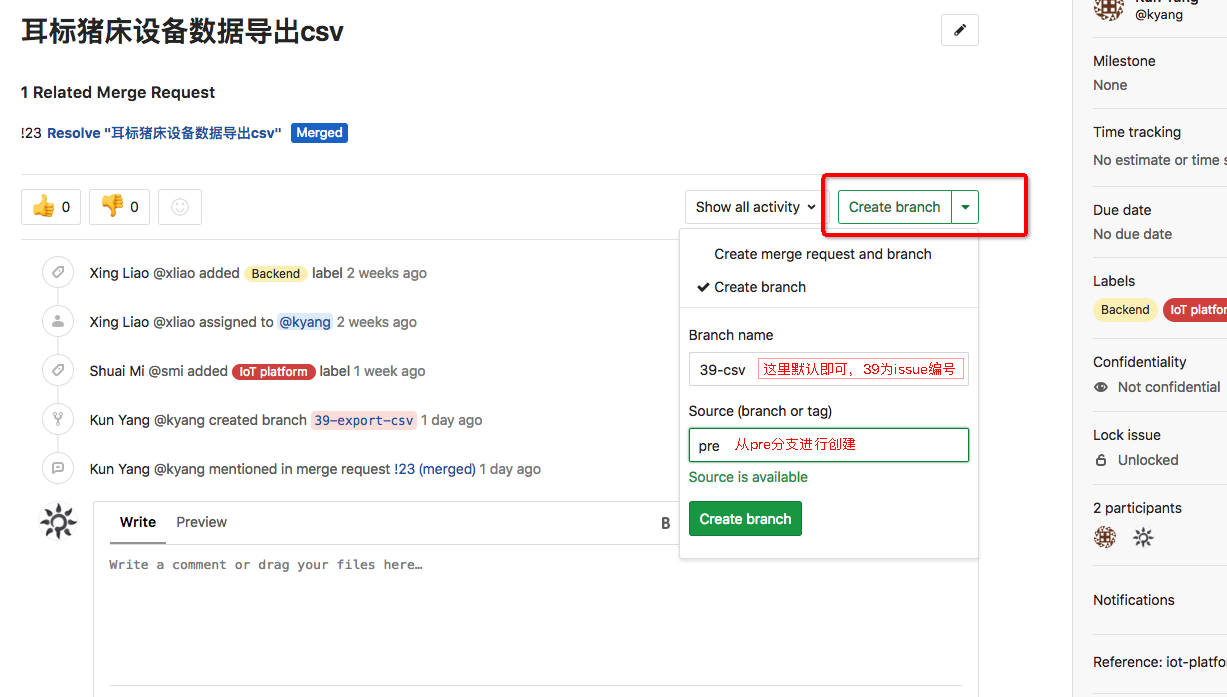 耳标猪床设备数据导出csv
1 Related Merge Request
!23 Resolve "耳标猪床设备数据导出csv" Merged
👍 0 👎 0
Show all activity
Create branch
Create merge request and branch
Create branch
Branch name
39-csv 这里默认即可，39为issue编号
Source (branch or tag)
pre 从pre分支进行创建
Source is available
Create branch
Xing Liao @xliao added Backend label 2 weeks ago
Xing Liao @xliao assigned to @kyang 2 weeks ago
Shuai Mi @smi added IoT platform label 1 week ago
Kun Yang @kyang created branch 39-export-csv 1 day ago
Kun Yang @kyang mentioned in merge request !23 (merged) 1 day ago
Write Preview B
Write a comment or drag your files here…
@kyang
Milestone
None
Time tracking
No estimate or time s
Due date
No due date
Labels
Backend IoT platfor
Confidentiality
Not confidential
Lock issue
Unlocked
2 participants
Notifications
Reference: iot-platfo